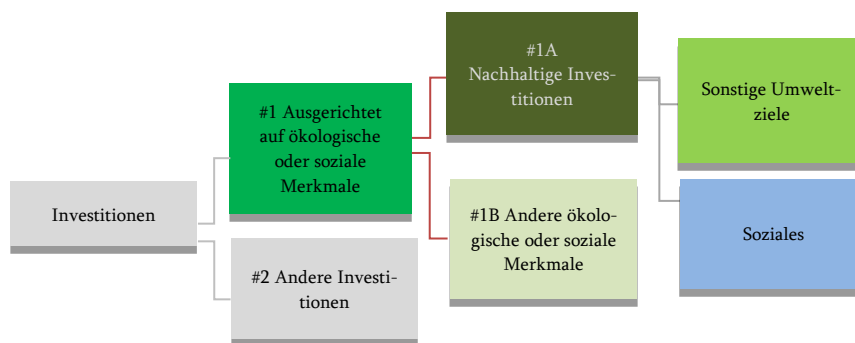 Investitionen
#1 Ausgerichtet
auf ökologische
oder soziale
Merkmale
#2 Andere Investi-
tionen
#1A
Nachhaltige Inves-
titionen
#1B Andere ökolo-
gische oder soziale
Merkmale
Sonstige Umwelt-
ziele
Soziales